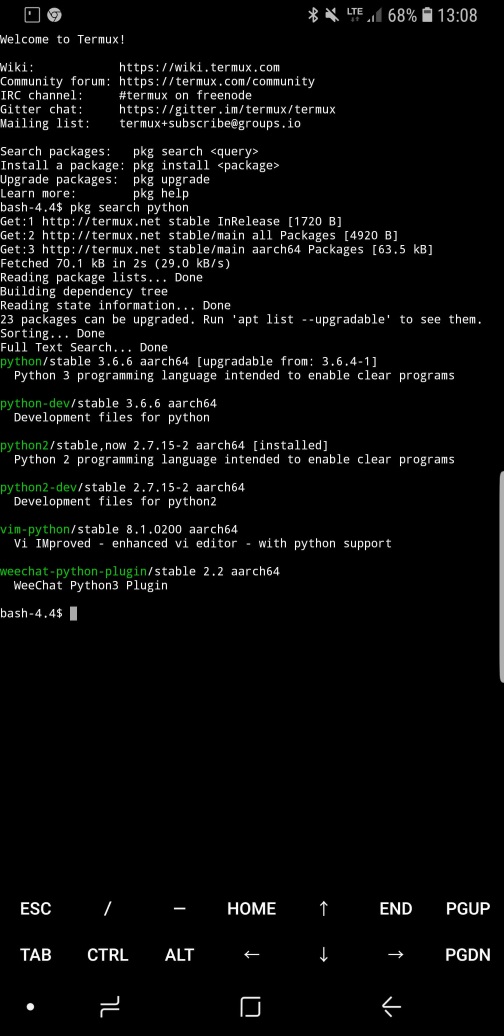 LTE 68% 13:08
Welcome to Termux!
Wiki: https://wiki.termux.com
Community forum: https://termux.com/community
IRC channel: #termux on freenode
Gitter chat: https://gitter.im/termux/termux
Mailing list: termux+subscribe@groups.io
Search packages: pkg search <query>
Install a package: pkg install <package>
Upgrade packages: pkg upgrade
Learn more: pkg help
bash-4.4$ pkg search python
Get:1 http://termux.net stable InRelease [1720 B]
Get:2 http://termux.net stable/main all Packages [4920 B]
Get:3 http://termux.net stable/main aarch64 Packages [63.5 kB]
Fetched 70.1 kB in 2s (29.0 kB/s)
Reading package lists... Done
Building dependency tree
Reading state information... Done
23 packages can be upgraded. Run 'apt list --upgradable' to see them.
Sorting... Done
Full Text Search... Done
python/stable 3.6.6 aarch64 [upgradable from: 3.6.4-1]
Python 3 programming language intended to enable clear programs
python-dev/stable 3.6.6 aarch64
Development files for python
python2/stable,now 2.7.15-2 aarch64 [installed]
Python 2 programming language intended to enable clear programs
python2-dev/stable 2.7.15-2 aarch64
Development files for python2
vim-python/stable 8.1.0200 aarch64
Vi IMproved - enhanced vi editor - with python support
weechat-python-plugin/stable 2.2 aarch64
WeeChat Python3 Plugin
bash-4.4$
ESC / — HOME ↑ END PGUP
TAB CTRL ALT ← ↓ → PGDN